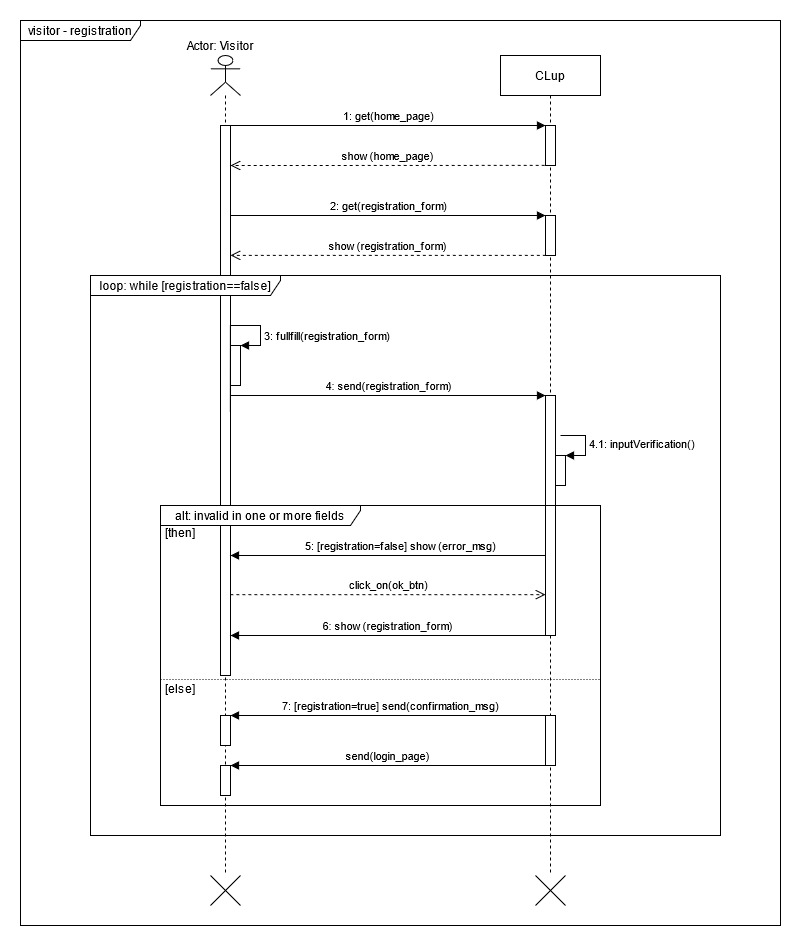 visitor - registration
Actor: Visitor
CLup
1: get(home_page)
show (home_page)
2: get(registration_form)
show (registration_form)
loop: while [registration==false]
3: fullfill(registration_form)
4: send(registration_form)
4.1: inputVerification()
alt: invalid in one or more fields
[then]
5: [registration=false] show (error_msg)
click_on(ok_btn)
6: show (registration_form)
[else]
7: [registration=true] send(confirmation_msg)
send(login_page)